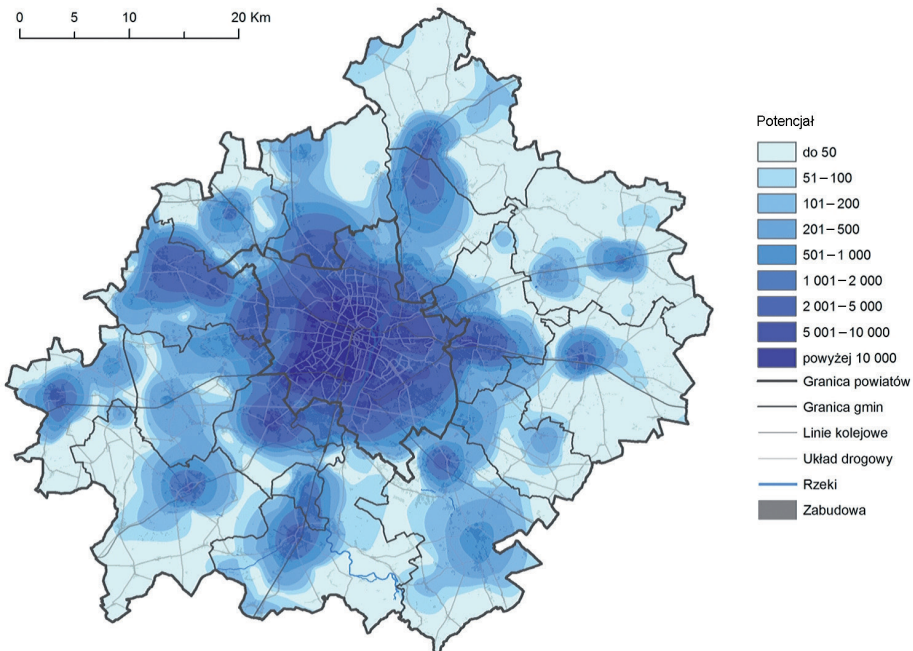 0 5 10 20 Km
Potencjał
do 50
51–100
101–200
201–500
501–1 000
1 001–2 000
2 001–5 000
5 001–10 000
powyżej 10 000
Granica powiatów
Granica gmin
Linie kolejowe
Układ drogowy
Rzeki
Zabudowa